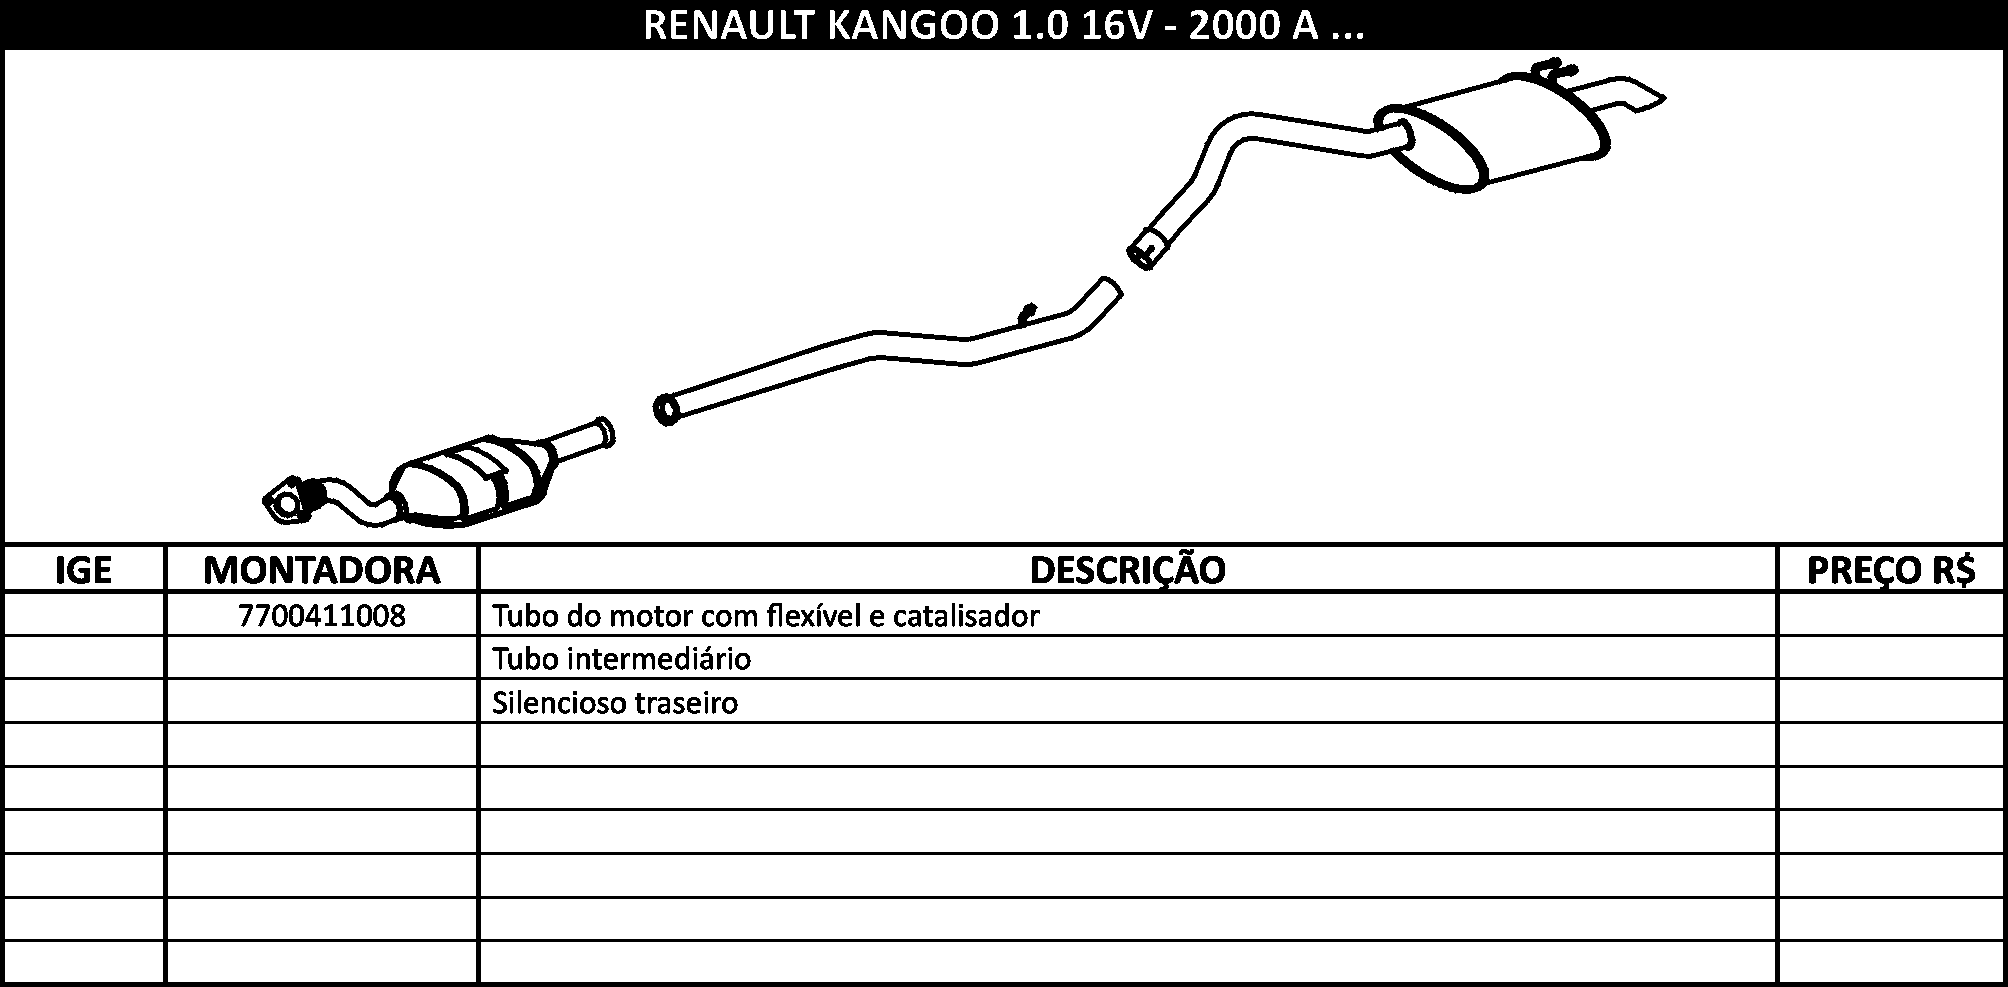 RENAULT KANGOO 1.0 16V - 2000 A ...
IGE MONTADORA DESCRIÇÃO PREÇO R$
7700411008 Tubo do motor com flexível e catalisador
Tubo intermediário
Silencioso traseiro